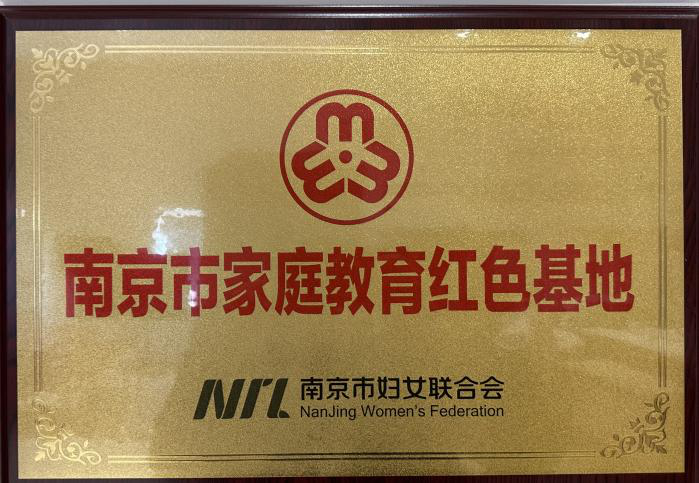 南京市家庭教育红色基地
南京市妇女联合会
NanJing Women's Federation